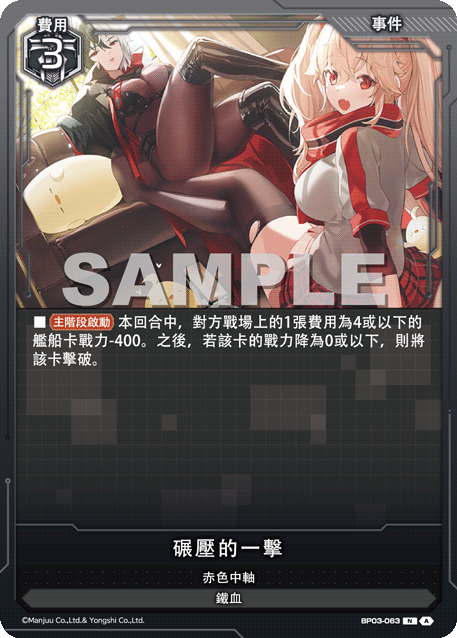 費用
事件
3
SAMPLE
■ 主階段啟動 本回合中，對方戰場上的1張費用為4或以下的
艦船卡戰力-400。之後，若該卡的戰力降為0或以下，則將
該卡擊破。
碾壓的一擊
赤色中軸
鐵血
©Manjuu Co.,Ltd.& Yongshi Co.,Ltd. BP03-063 N A